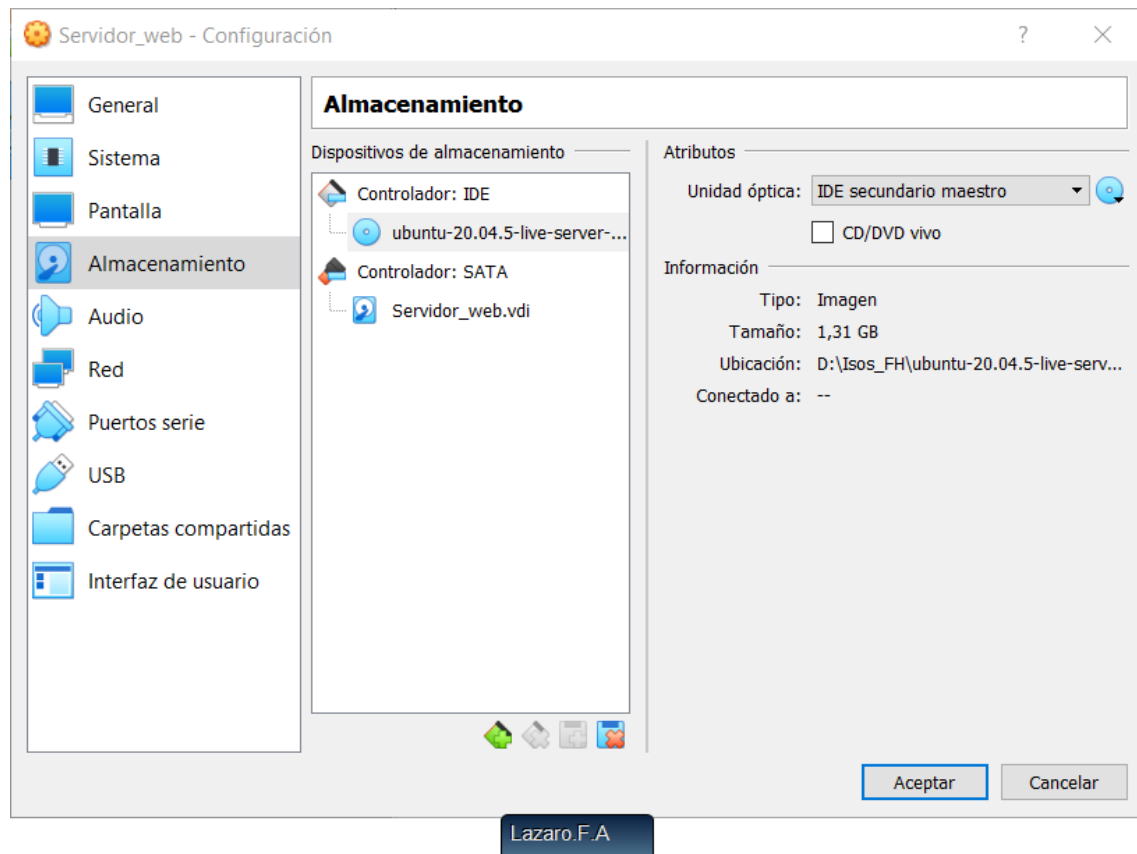 Servidor_web - Configuración
?
General
Sistema
Pantalla
Almacenamiento
Audio
Red
Puertos serie
USB
Carpetas compartidas
Interfaz de usuario
Almacenamiento
Dispositivos de almacenamiento
Controlador: IDE
ubuntu-20.04.5-live-server-...
Controlador: SATA
Servidor_web.vdi
Atributos
Unidad óptica: IDE secundario maestro
CD/DVD vivo
Información
Tipo: Imagen
Tamaño: 1,31 GB
Ubicación: D:\Isos_FH\ubuntu-20.04.5-live-serv...
Conectado a: --
Aceptar Cancelar
Lazaro.F.A